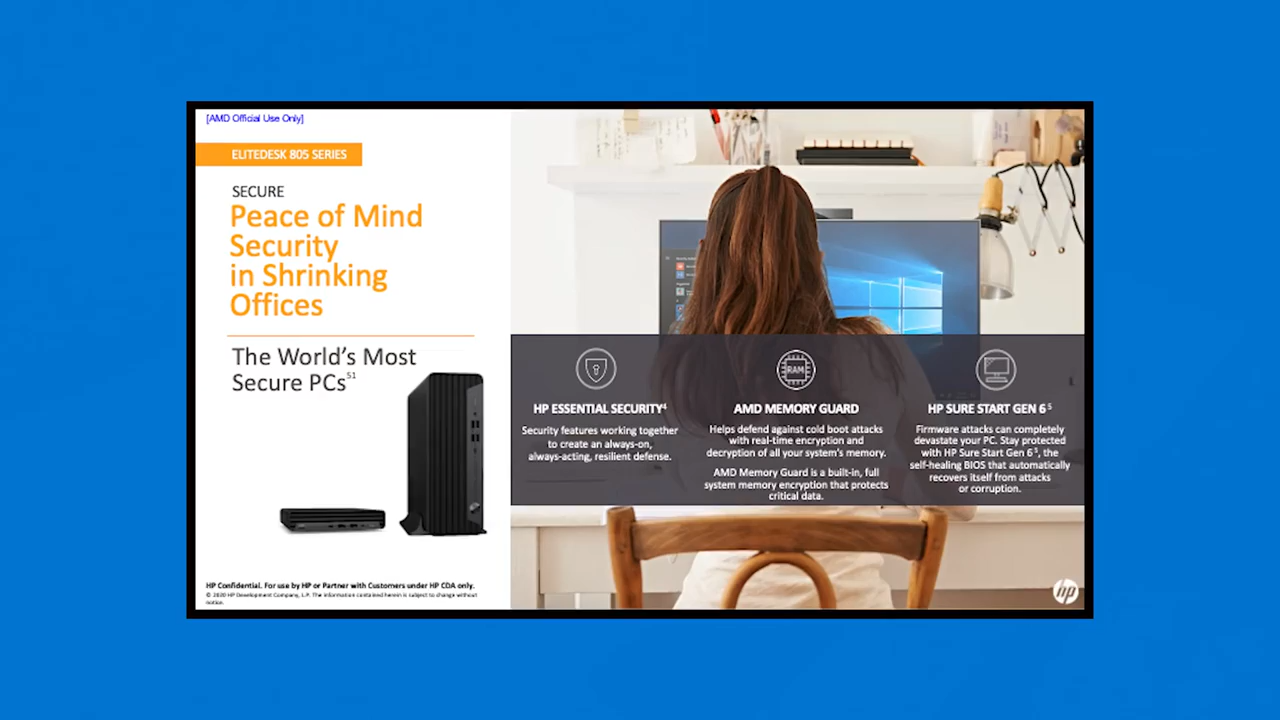 [AMD Official Use Only]
ELITEDESK 805 SERIES
SECURE
Peace of Mind
Security
in Shrinking
Offices
The World's Most
Secure PCs51
HP ESSENTIAL SECURITY4
Security features working together
to create an always-on,
always-acting, resilient defense.
RAM
AMD MEMORY GUARD
Helps defend against cold boot attacks
with real-time encryption and
decryption of all your system's memory.
AMD Memory Guard is a built-in, full
system memory encryption that protects
critical data.
HP SURE START GEN 65
Firmware attacks can completely
devastate your PC. Stay protected
with HP Sure Start Gen 65, the
self-healing BIOS that automatically
recovers itself from attacks
or corruption.
HP Confidential. For use by HP or Partner with Customers under HP CDA only.
© 2020 HP Development Company, L.P. The information contained herein is subject to change without
notice.
hp